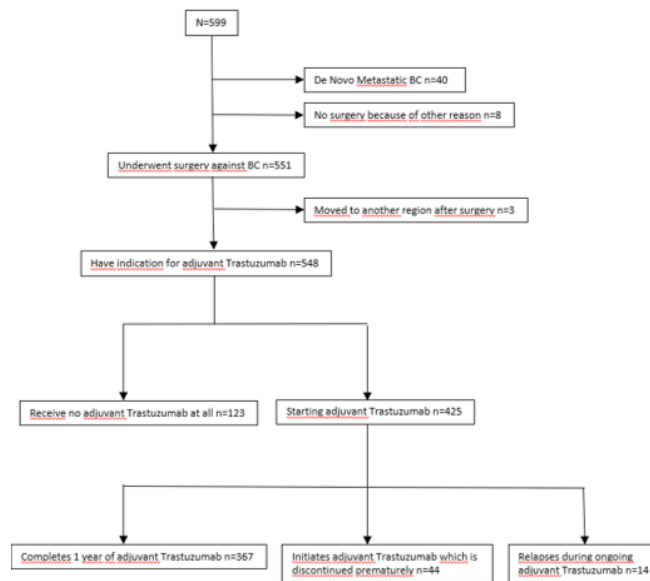 N=599
De Novo Metastatic BC n=40
No surgery because of other reason n=8
Underwent surgery against BC n=551
Moved to another region after surgery n=3
Have indication for adjuvant Trastuzumab n=548
Receive no adjuvant Trastuzumab at all n=123
Starting adjuvant Trastuzumab n=425
Completes 1 year of adjuvant Trastuzumab n=367
Initiates adjuvant Trastuzumab which is
discontinued prematurely n=44
Relapses during ongoing
adjuvant Trastuzumab n=14